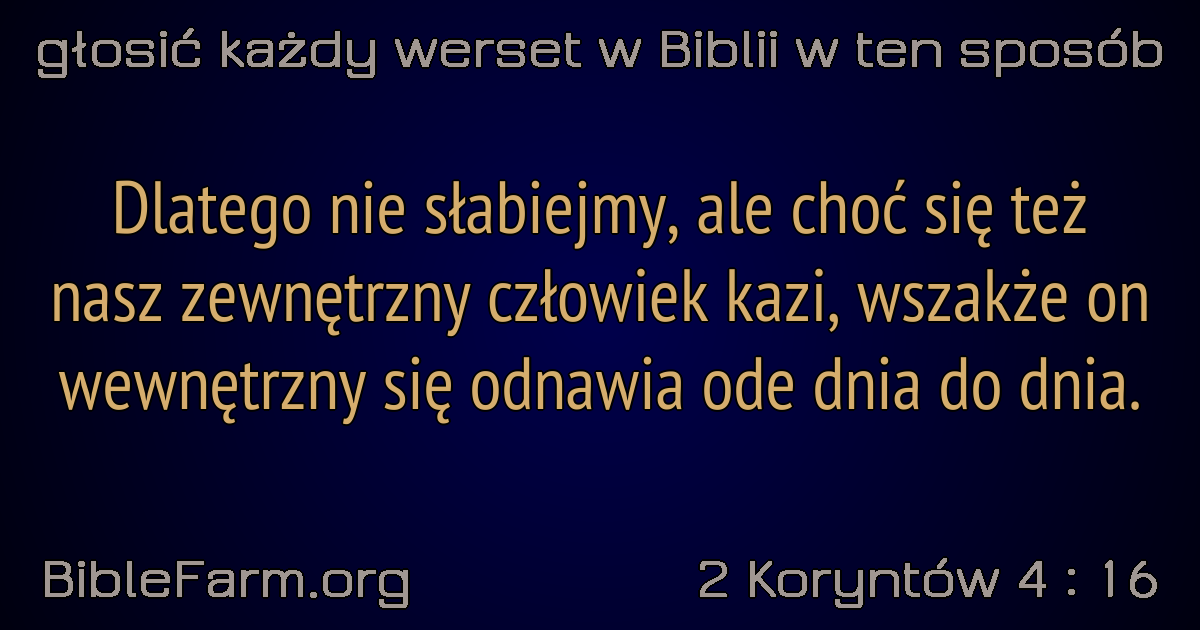 głosić każdy werset w Biblii w ten sposób
Dlatego nie słabiejmy, ale choć się też
nasz zewnętrzny człowiek kazi, wszakże on
wewnętrzny się odnawia ode dnia do dnia.
BibleFarm.org
2 Koryntów 4 : 16